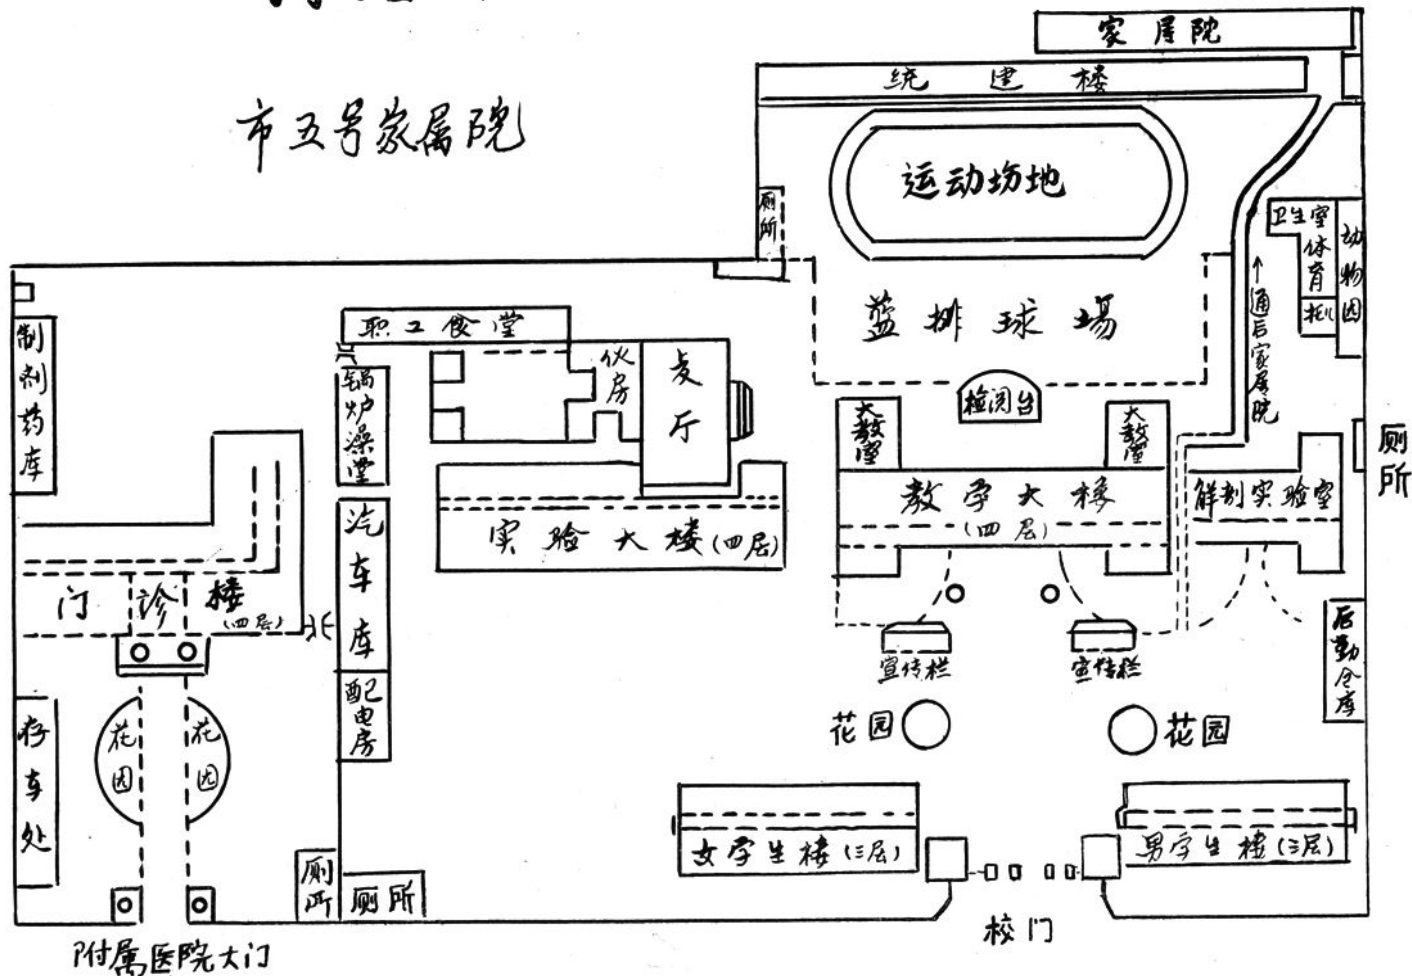 家属院
统建楼
市五号家属院
运动场地
厕所
卫生室
体育
动物园
↑通后家属院
篮排球場
制剂药库
职工食堂
伙房
锅炉澡堂
检阅台
大教室
大教室
厕所
教学大楼
(四层)
解剖实验室
实验大楼(四层)
汽车库
门诊楼
(四层)
后勤仓库
宣传栏
宣传栏
配电房
花园
花园
花园
花园
存车处
女学生楼(三层)
男学生楼(三层)
厕所
厕所
校门
附属医院大门